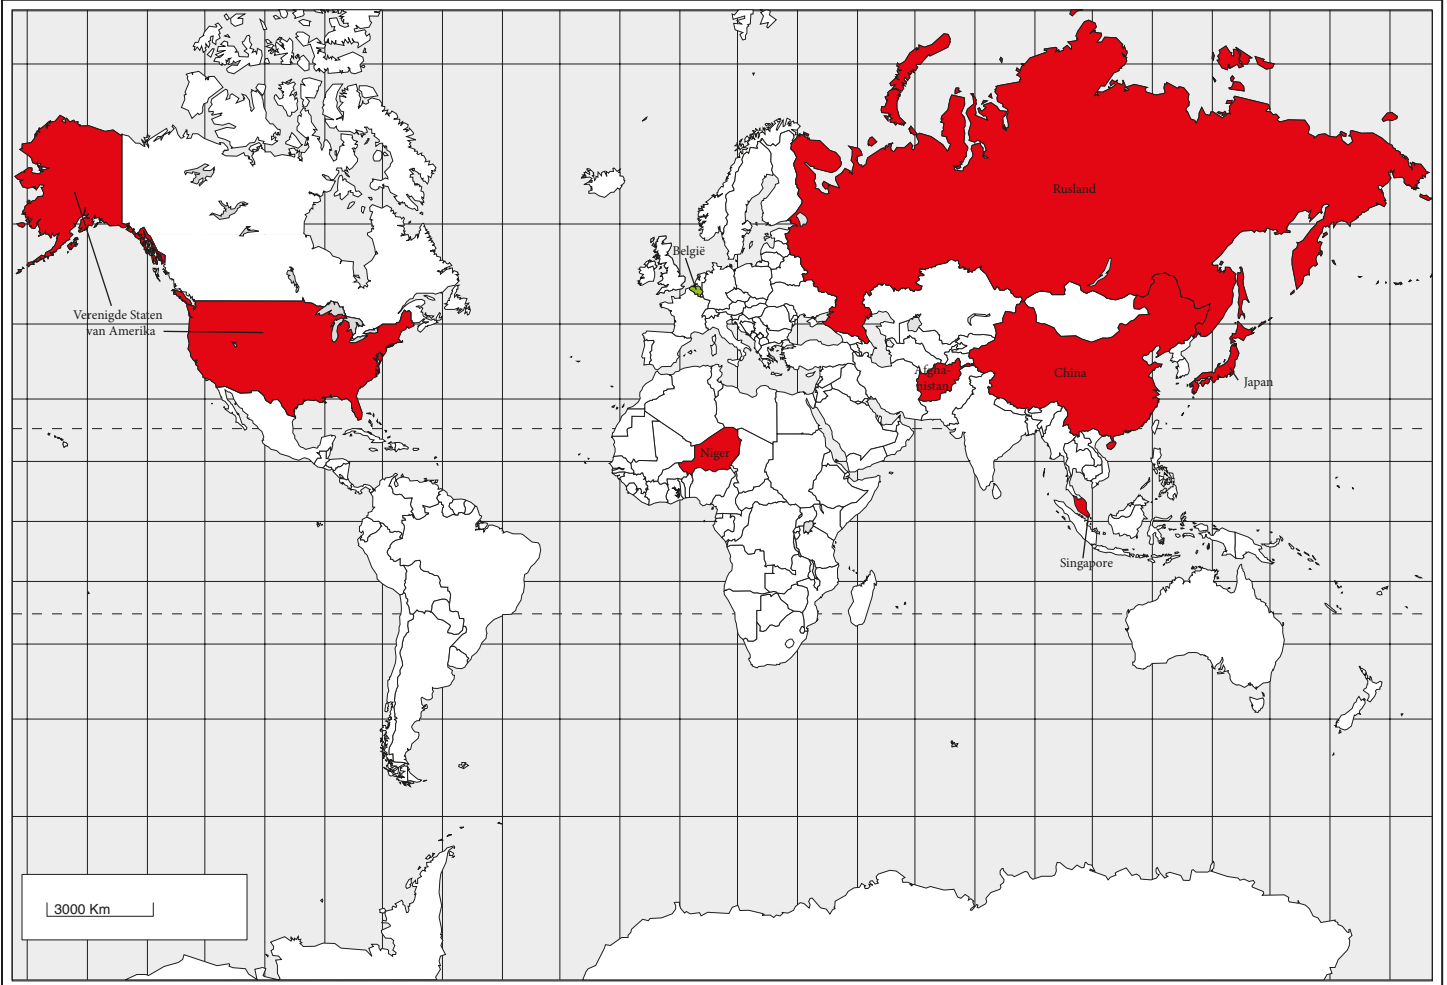 Rusland
België
Verenigde Staten
van Amerika
Afgha-
nistan
China
Japan
Niger
Singapore
3000 Km